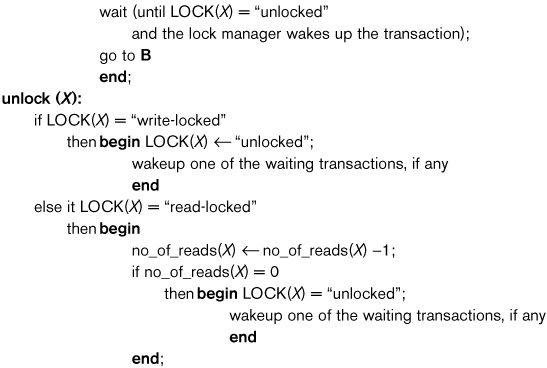 wait (until LOCK(X) = “unlocked”
and the lock manager wakes up the transaction);
go to B
end;
unlock (X):
if LOCK(X) = “write-locked”
then begin LOCK(X) ← “unlocked”;
wakeup one of the waiting transactions, if any
end
else it LOCK(X) = “read-locked”
then begin
no_of_reads(X) ← no_of_reads(X) –1;
if no_of_reads(X) = 0
then begin LOCK(X) = “unlocked”;
wakeup one of the waiting transactions, if any
end
end;